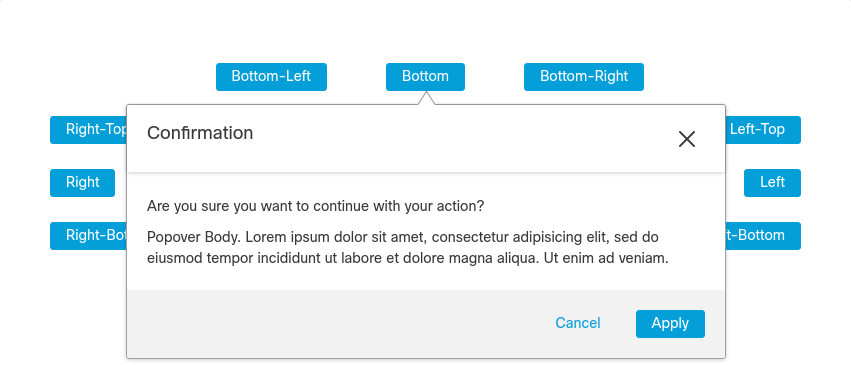 Bottom-Left Bottom Bottom-Right
Right-Top Left-Top
Confirmation
Right Left
Are you sure you want to continue with your action?
Right-Bot t-Bottom
Popover Body. Lorem ipsum dolor sit amet, consectetur adipisicing elit, sed do
eiusmod tempor incididunt ut labore et dolore magna aliqua. Ut enim ad veniam.
Cancel Apply